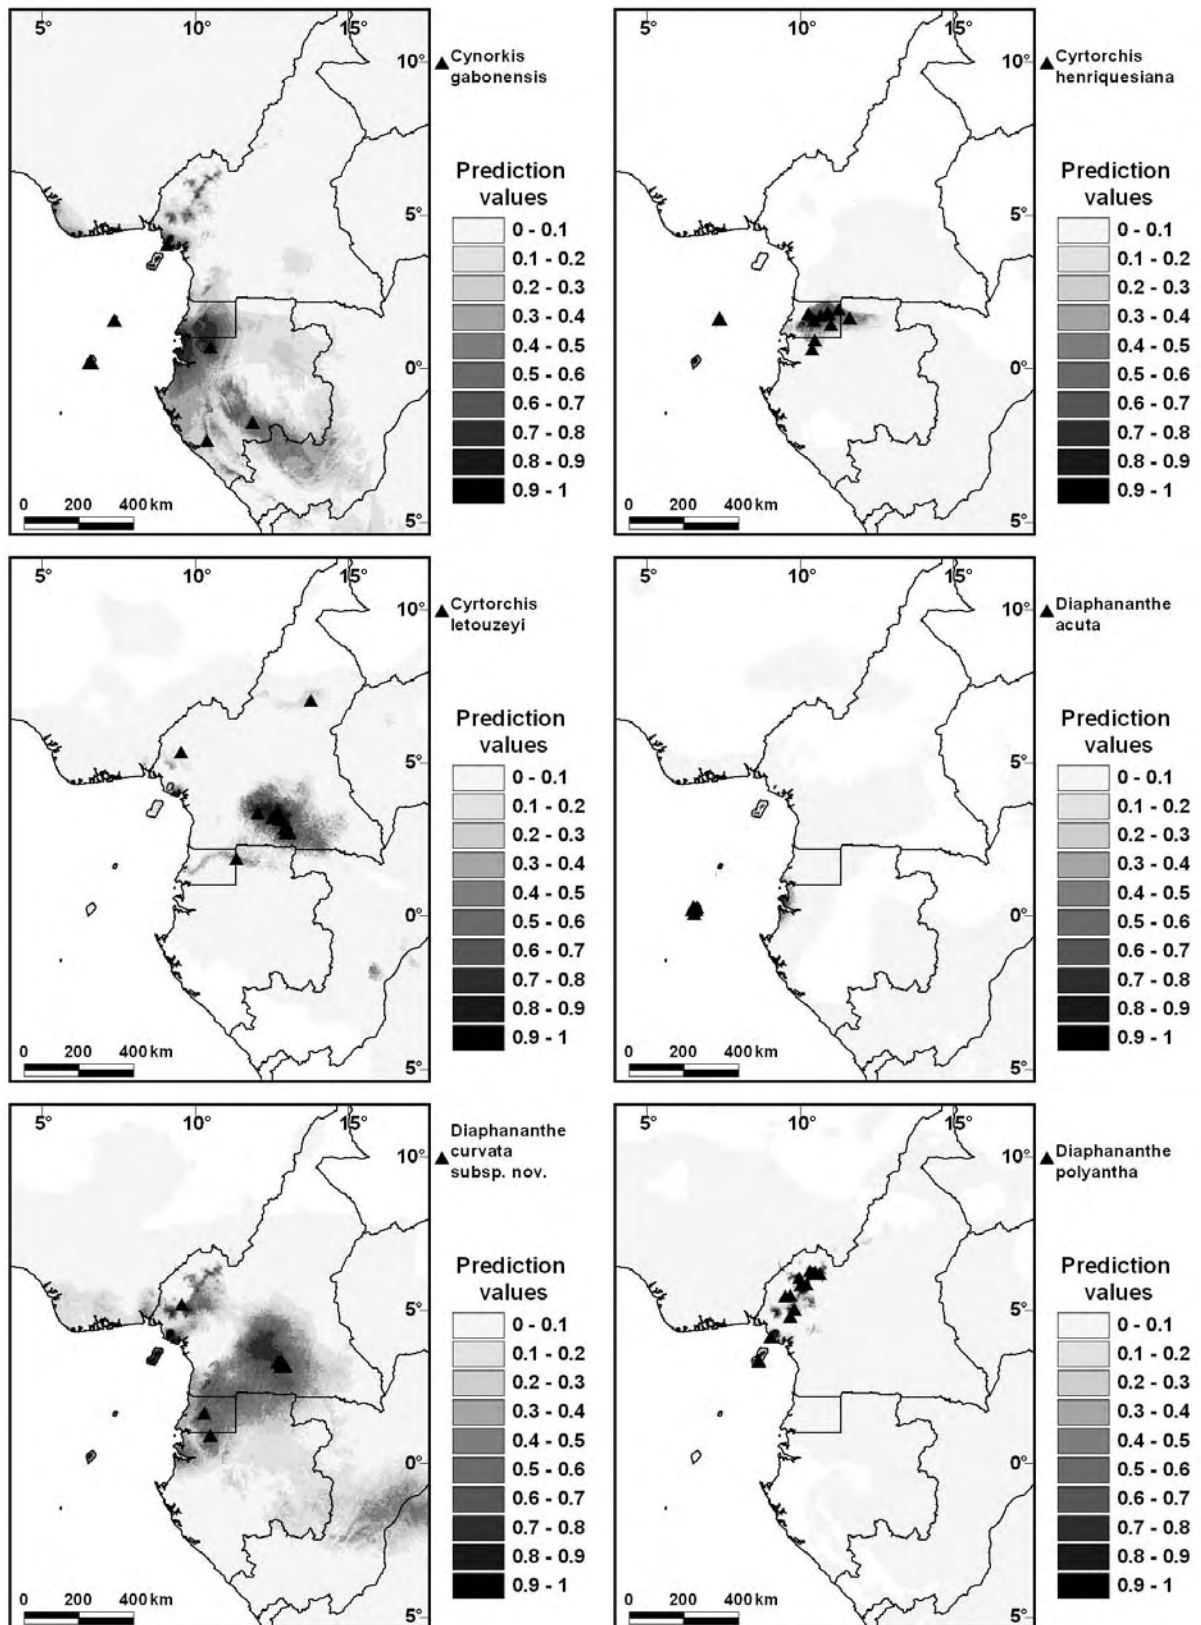 5° 10° 15°
Cynorkis
gabonensis
10°
Prediction
values
0 - 0.1
5°
0.1 - 0.2
0.2 - 0.3
0.3 - 0.4
0.4 - 0.5
0°
0.5 - 0.6
0.6 - 0.7
0.7 - 0.8
0.8 - 0.9
0.9 - 1
0 200 400 km
5°
5° 10° 15°
Cyrtorchis
henriquesiana
10°
Prediction
values
0 - 0.1
5°
0.1 - 0.2
0.2 - 0.3
0.3 - 0.4
0.4 - 0.5
0°
0.5 - 0.6
0.6 - 0.7
0.7 - 0.8
0.8 - 0.9
0.9 - 1
0 200 400 km
5°
5° 10° 15°
Cyrtorchis
letouzeyi
10°
Prediction
values
0 - 0.1
5°
0.1 - 0.2
0.2 - 0.3
0.3 - 0.4
0.4 - 0.5
0°
0.5 - 0.6
0.6 - 0.7
0.7 - 0.8
0.8 - 0.9
0.9 - 1
0 200 400 km
5°
5° 10° 15°
Diaphananthe
acuta
10°
Prediction
values
0 - 0.1
5°
0.1 - 0.2
0.2 - 0.3
0.3 - 0.4
0.4 - 0.5
0°
0.5 - 0.6
0.6 - 0.7
0.7 - 0.8
0.8 - 0.9
0.9 - 1
0 200 400 km
5°
5° 10° 15°
Diaphananthe
curvata
subsp. nov.
10°
Prediction
values
0 - 0.1
5°
0.1 - 0.2
0.2 - 0.3
0.3 - 0.4
0.4 - 0.5
0°
0.5 - 0.6
0.6 - 0.7
0.7 - 0.8
0.8 - 0.9
0.9 - 1
0 200 400 km
5°
5° 10° 15°
Diaphananthe
polyantha
10°
Prediction
values
0 - 0.1
5°
0.1 - 0.2
0.2 - 0.3
0.3 - 0.4
0.4 - 0.5
0°
0.5 - 0.6
0.6 - 0.7
0.7 - 0.8
0.8 - 0.9
0.9 - 1
0 200 400 km
5°